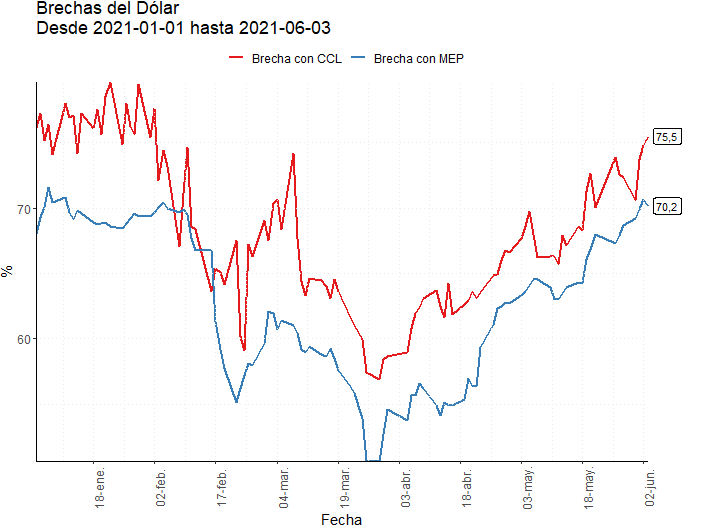 Brechas del Dólar
Desde 2021-01-01 hasta 2021-06-03
Brecha con CCL
Brecha con MEP
75,5
70,2
70
60
%
18-ene.
02-feb.
17-feb.
04-mar.
19-mar.
03-abr.
18-abr.
03-may.
18-may.
02-jun.
Fecha